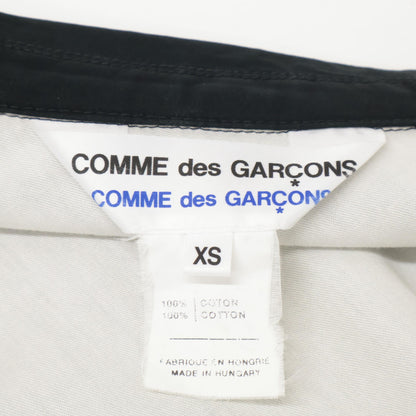 COMME des GARÇONS
COMME des GARÇONS
XS
100% COTON
100% COTTON
FABRIQUE EN HONGRIE
MADE IN HUNGARY